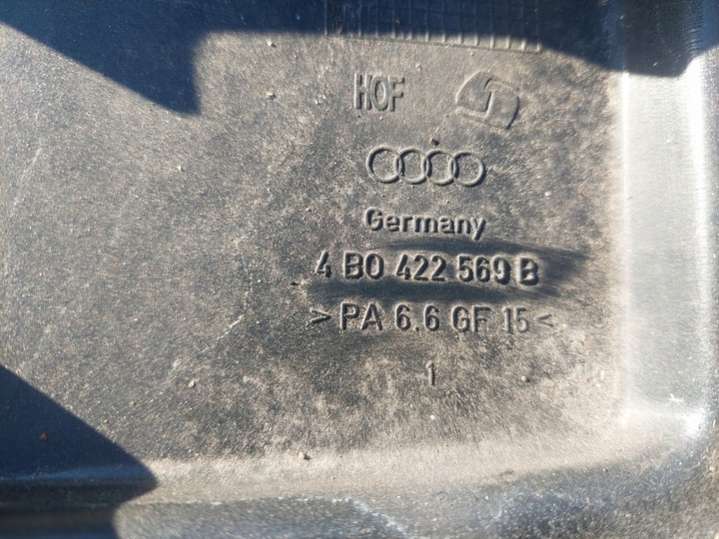 HOF
Germany
4 B0 422 569 B
> PA 6.6 GF 15 <
1